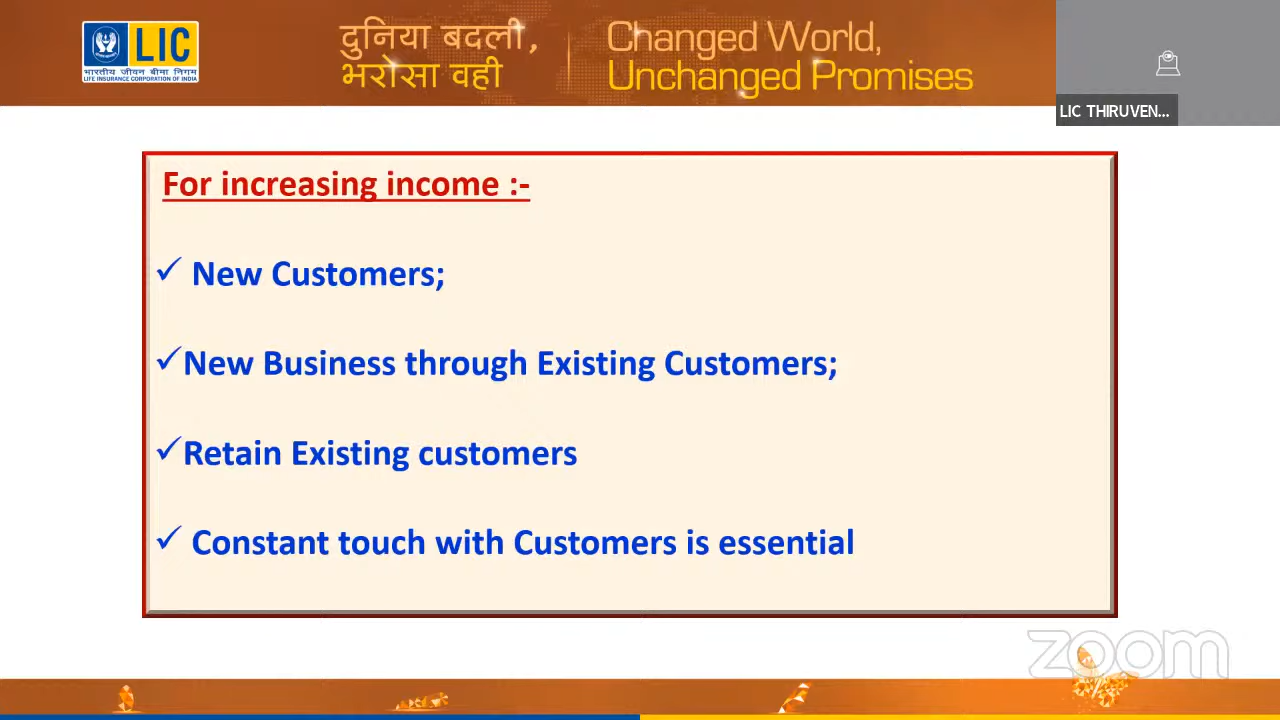 LIC
भारतीय जीवन बीमा निगम
LIFE INSURANCE CORPORATION OF INDIA
दुनिया बदली,
भरोसा वही
Changed World,
Unchanged Promises
LIC THIRUVEN...
For increasing income :-
✓ New Customers;
✓New Business through Existing Customers;
✓Retain Existing customers
✓ Constant touch with Customers is essential
zoom